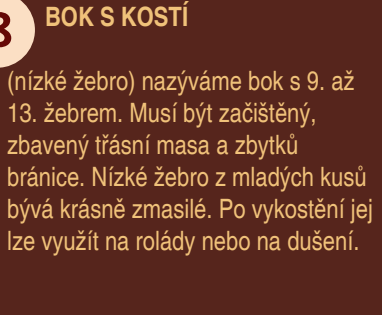 8
BOK S KOSTÍ
(nízké žebro) nazýváme bok s 9. až
13. žebrem. Musí být začištěný,
zbavený třásní masa a zbytků
bránice. Nízké žebro z mladých kusů
bývá krásně zmasilé. Po vykostění jej
lze využít na rolády nebo na dušení.